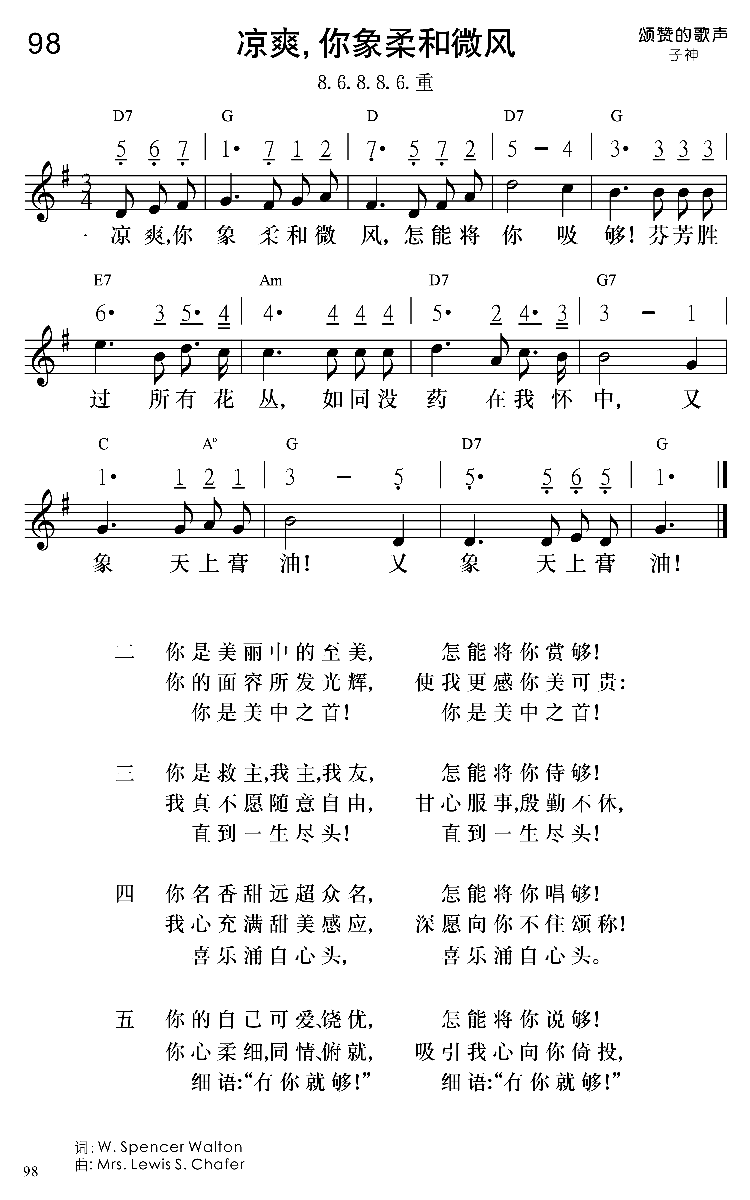 98
凉爽,你象柔和微风
颂赞的歌声
子神
8.6.8.8.6.重
D7 G D D7 G
5 6 7 | 1· 7 1 2 | 7· 5 7 2 | 5 – 4 | 3· 3 3 3
3/4
凉爽,你象柔和微风,怎能将你吸够!芬芳胜
E7 Am D7 G7
6· 3 5· 4 | 4· 4 4 4 | 5· 2 4· 3 | 3 – 1
过所有花丛,如同没药在我怀中,又
C A° G D7 G
1· 1 2 1 | 3 – 5 | 5· 5 6 5 | 1·
象天上膏油!又象天上膏油!
二 你是美丽中的至美, 怎能将你赏够!
你的面容所发光辉, 使我更感你美可贵:
你是美中之首! 你是美中之首!
三 你是救主,我主,我友, 怎能将你侍够!
我真不愿随意自由, 甘心服事,殷勤不休,
直到一生尽头! 直到一生尽头!
四 你名香甜远超众名, 怎能将你唱够!
我心充满甜美感应, 深愿向你不住颂称!
喜乐涌自心头, 喜乐涌自心头。
五 你的自己可爱、饶优, 怎能将你说够!
你心柔细,同情、俯就, 吸引我心向你倚投,
细语:“有你就够!” 细语:“有你就够!”
词: W. Spencer Walton
曲: Mrs. Lewis S. Chafer
98